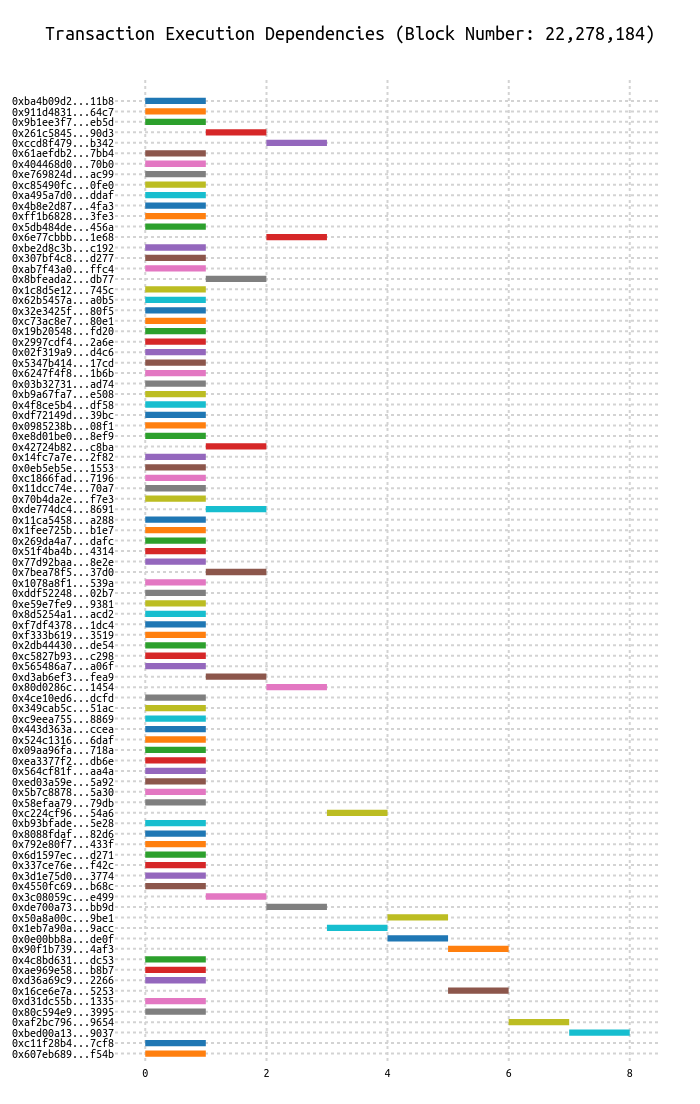 Transaction Execution Dependencies (Block Number: 22,278,184)
0xba4b09d2...11b8
0x911d4831...64c7
0x9b1ee3f7...eb5d
0x261c5845...90d3
0xccd8f479...b342
0x61aefdb2...7bb4
0x404468d0...70b0
0xe769824d...ac99
0xc85490fc...0fe0
0xa495a7d0...ddaf
0x4b8e2d87...4fa3
0xff1b6828...3fe3
0x5db484de...456a
0x6e77cbbb...1e68
0xbe2d8c3b...c192
0x307bf4c8...d277
0xab7f43a0...ffc4
0x8bfeada2...db77
0x1c8d5e12...745c
0x62b5457a...a0b5
0x32e3425f...80f5
0xc73ac8e7...80e1
0x19b20548...fd20
0x2997cdf4...2a6e
0x02f319a9...d4c6
0x5347b414...17cd
0x6247f4f8...1b6b
0x03b32731...ad74
0xb9a67fa7...e508
0x4f8ce5b4...df58
0xdf72149d...39bc
0x0985238b...08f1
0xe8d01be0...8ef9
0x42724b82...c8ba
0x14fc7a7e...2f82
0x0eb5eb5e...1553
0xc1866fad...7196
0x11dcc74e...70a7
0x70b4da2e...f7e3
0xde774dc4...8691
0x11ca5458...a288
0x1fee725b...b1e7
0x269da4a7...dafc
0x51f4ba4b...4314
0x77d92baa...8e2e
0x7bea78f5...37d0
0x1078a8f1...539a
0xddf52248...02b7
0xe59e7fe9...9381
0x8d5254a1...acd2
0xf7df4378...1dc4
0xf333b619...3519
0x2db44430...de54
0xc5827b93...c298
0x565486a7...a06f
0xd3ab6ef3...fea9
0x80d0286c...1454
0x4ce10ed6...dcfd
0x349cab5c...51ac
0xc9eea755...8869
0x443d363a...ccea
0x524c1316...6daf
0x09aa96fa...718a
0xea3377f2...db6e
0x564cf81f...aa4a
0xed03a59e...5a92
0x5b7c8878...5a30
0x58efaa79...79db
0xc224cf96...54a6
0xb93bfade...5e28
0x8088fdaf...82d6
0x792e80f7...433f
0x6d1597ec...d271
0x337ce76e...f42c
0x3d1e75d0...3774
0x4550fc69...b68c
0x3c08059c...e499
0xde700a73...bb9d
0x50a8a00c...9be1
0x1eb7a90a...9acc
0x0e00bb8a...de0f
0x90f1b739...4af3
0x4c8bd631...dc53
0xae969e58...b8b7
0xd36a69c9...2266
0x16ce6e7a...5253
0xd31dc55b...1335
0x80c594e9...3995
0xaf2bc796...9654
0xbed00a13...9037
0xc11f28b4...7cf8
0x607eb689...f54b
0 2 4 6 8